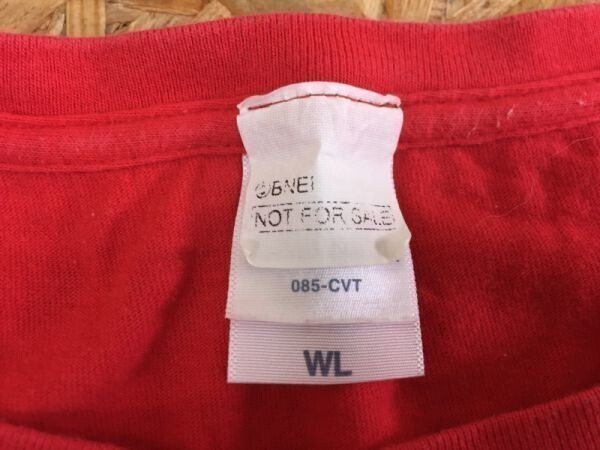 ©BNEI
NOT FOR SALE
085-CVT
WL